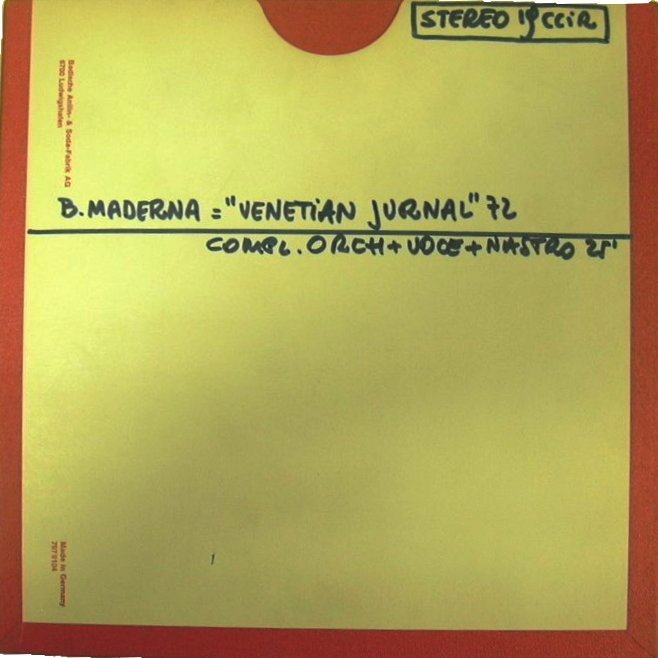 STEREO 19 CCIR
Badische Anilin- & Soda-Fabrik AG
6700 Ludwigshafen
B. MADERNA = "VENETIAN JURNAL" 72
COMPL. ORCH + VOCE + NASTRO 25'
Made in Germany